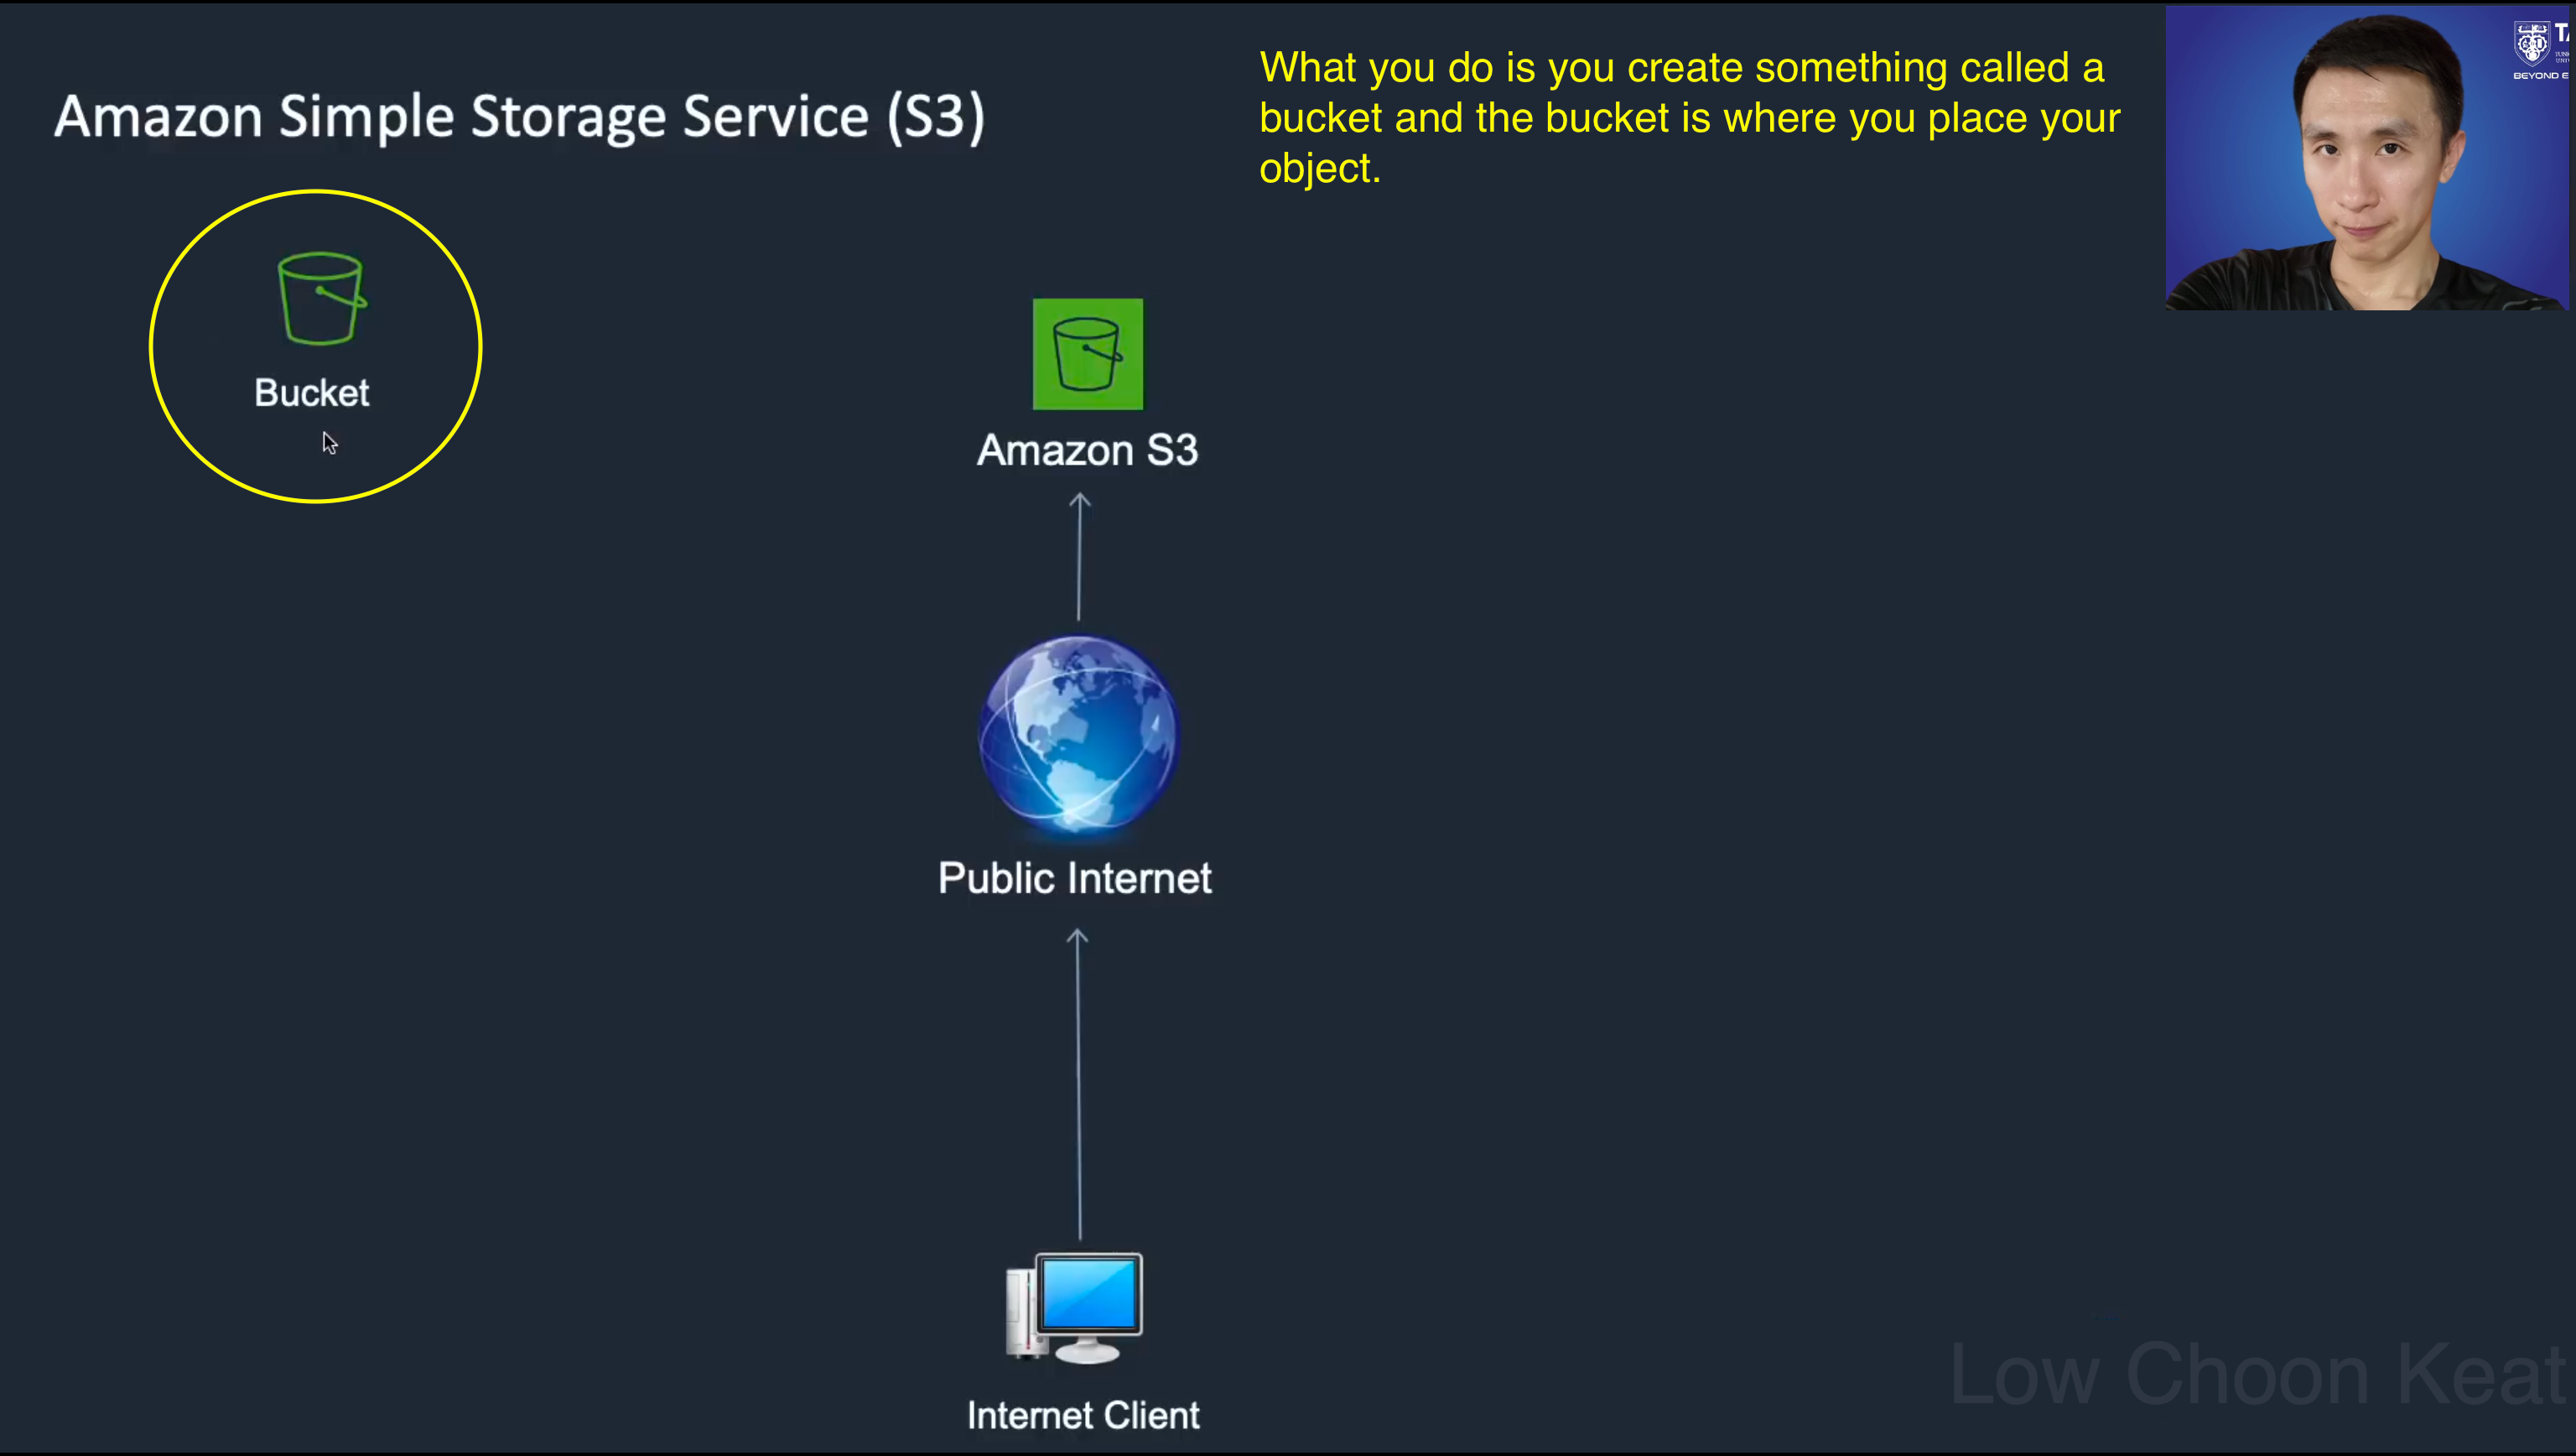 Amazon Simple Storage Service (S3)
What you do is you create something called a
bucket and the bucket is where you place your
object.
BEYOND E
Bucket
Amazon S3
Public Internet
Internet Client
Low Choon Keat